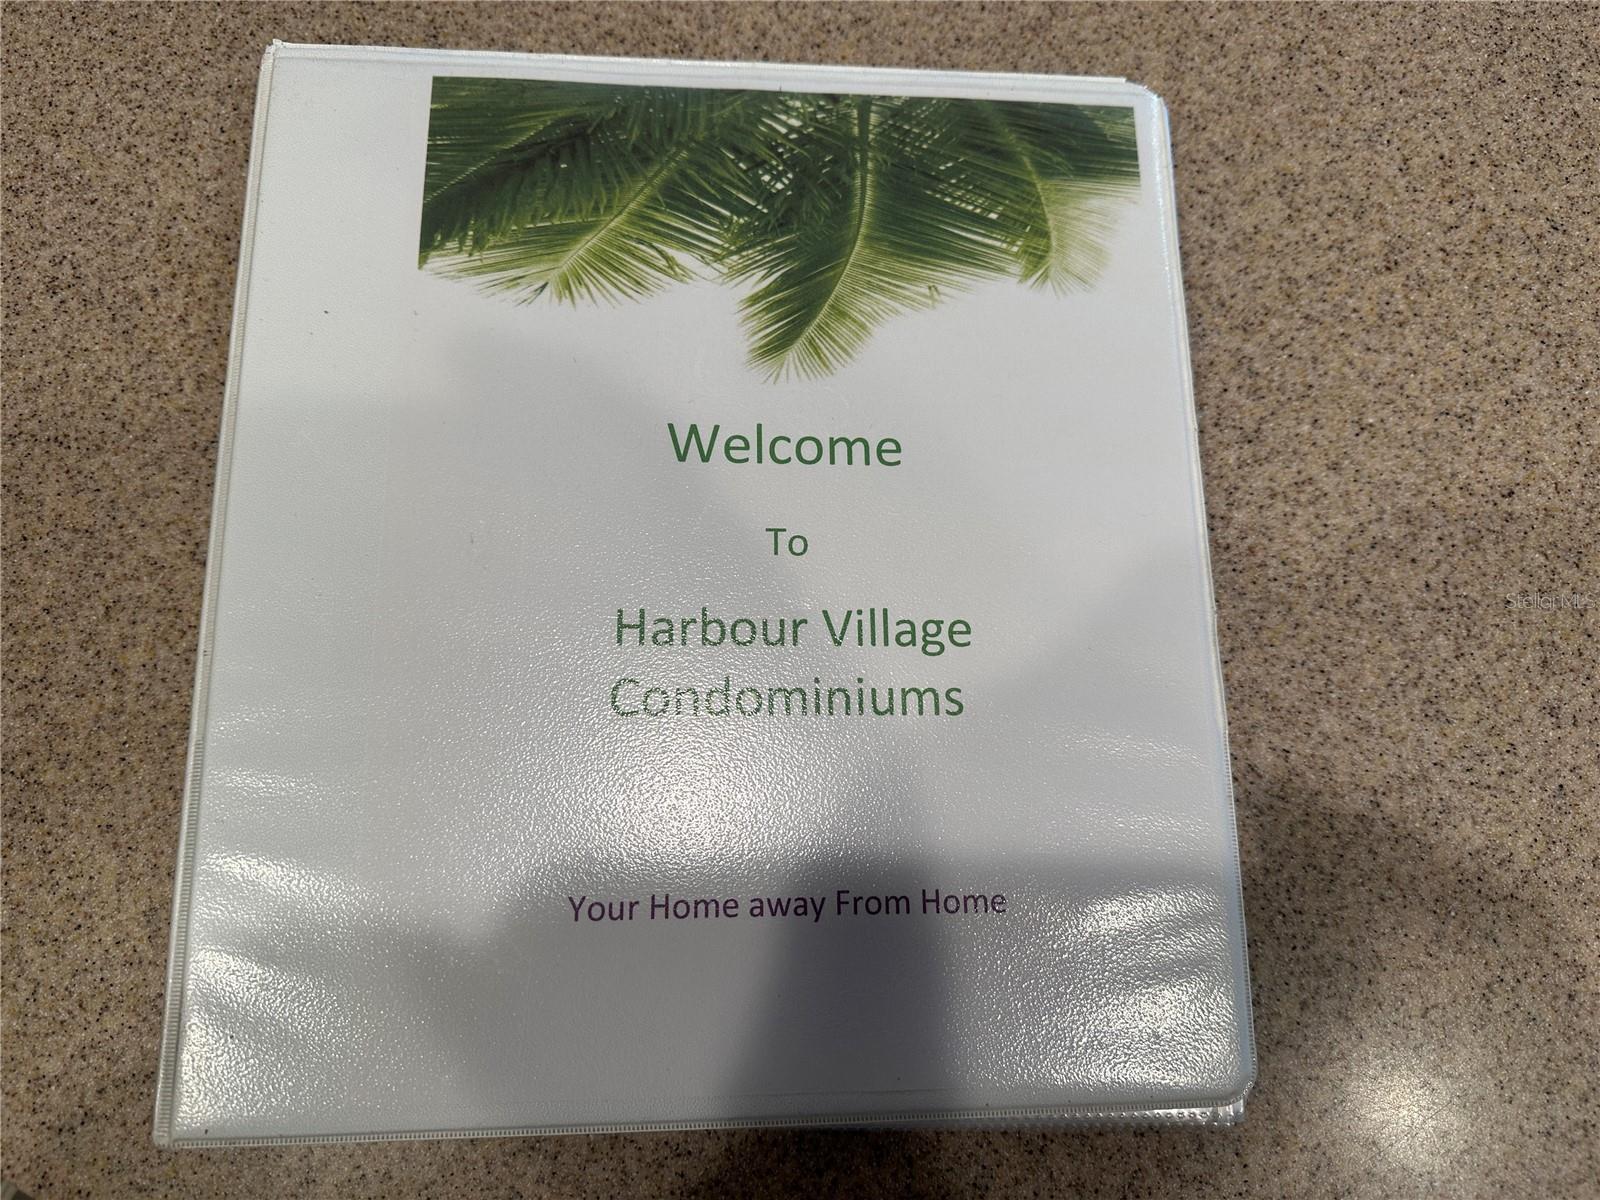 Welcome
To
Harbour Village
Condominiums
Your Home away From Home
Stellar MLS